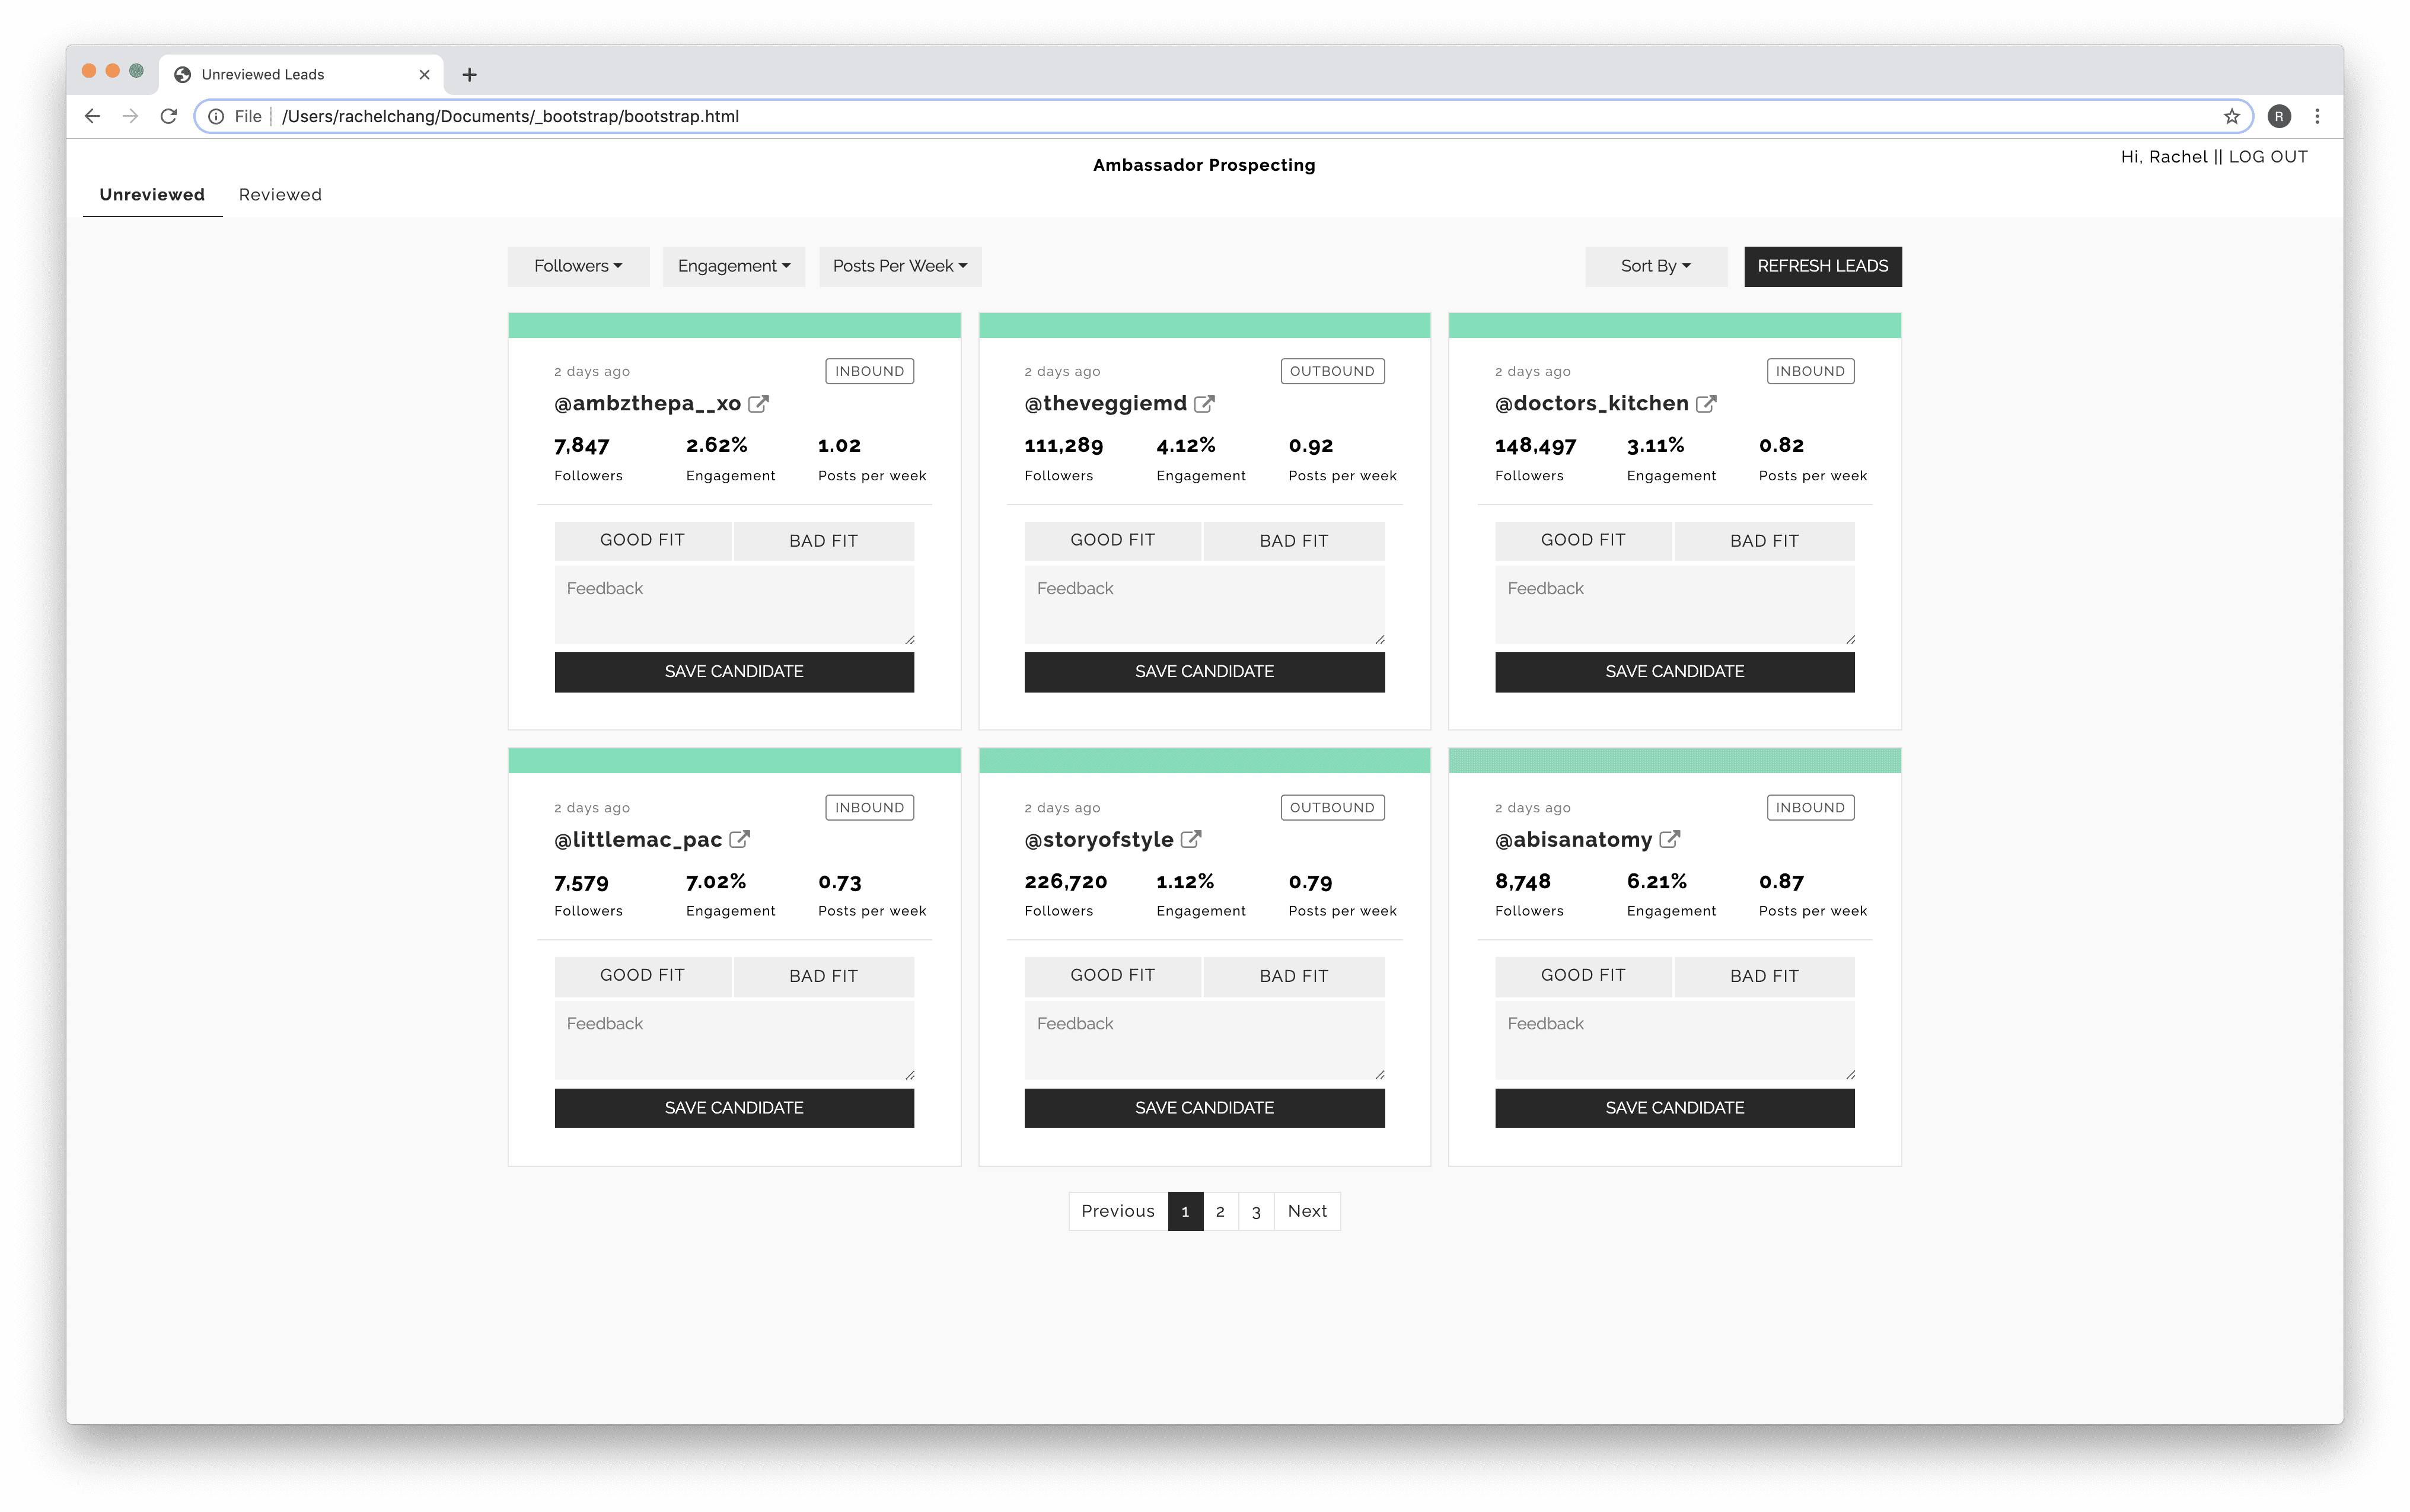 Unreviewed Leads
File | /Users/rachelchang/Documents/_bootstrap/bootstrap.html
R
Hi, Rachel || LOG OUT
Ambassador Prospecting
Unreviewed Reviewed
Followers Engagement Posts Per Week Sort By REFRESH LEADS
2 days ago INBOUND
@ambzthepa__xo
7,847 2.62% 1.02
Followers Engagement Posts per week
GOOD FIT BAD FIT
Feedback
SAVE CANDIDATE
2 days ago OUTBOUND
@theveggiemd
111,289 4.12% 0.92
Followers Engagement Posts per week
GOOD FIT BAD FIT
Feedback
SAVE CANDIDATE
2 days ago INBOUND
@doctors_kitchen
148,497 3.11% 0.82
Followers Engagement Posts per week
GOOD FIT BAD FIT
Feedback
SAVE CANDIDATE
2 days ago INBOUND
@littlemac_pac
7,579 7.02% 0.73
Followers Engagement Posts per week
GOOD FIT BAD FIT
Feedback
SAVE CANDIDATE
2 days ago OUTBOUND
@storyofstyle
226,720 1.12% 0.79
Followers Engagement Posts per week
GOOD FIT BAD FIT
Feedback
SAVE CANDIDATE
2 days ago INBOUND
@abisanatomy
8,748 6.21% 0.87
Followers Engagement Posts per week
GOOD FIT BAD FIT
Feedback
SAVE CANDIDATE
Previous 1 2 3 Next